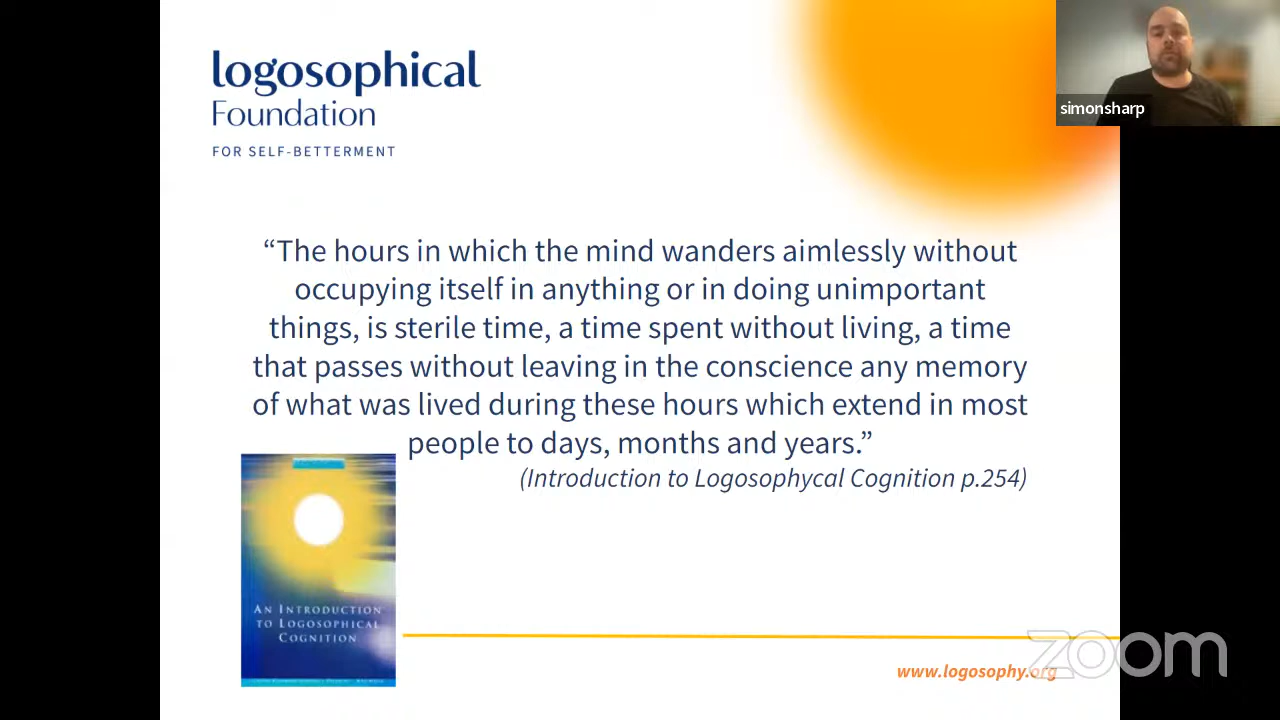 logosophical
Foundation
FOR SELF-BETTERMENT
simonsharp
“The hours in which the mind wanders aimlessly without
occupying itself in anything or in doing unimportant
things, is sterile time, a time spent without living, a time
that passes without leaving in the conscience any memory
of what was lived during these hours which extend in most
people to days, months and years.”
(Introduction to Logosophycal Cognition p.254)
AN INTRODUCTION
TO LOGOSOPHICAL
COGNITION
www.logosophy.org
zoom